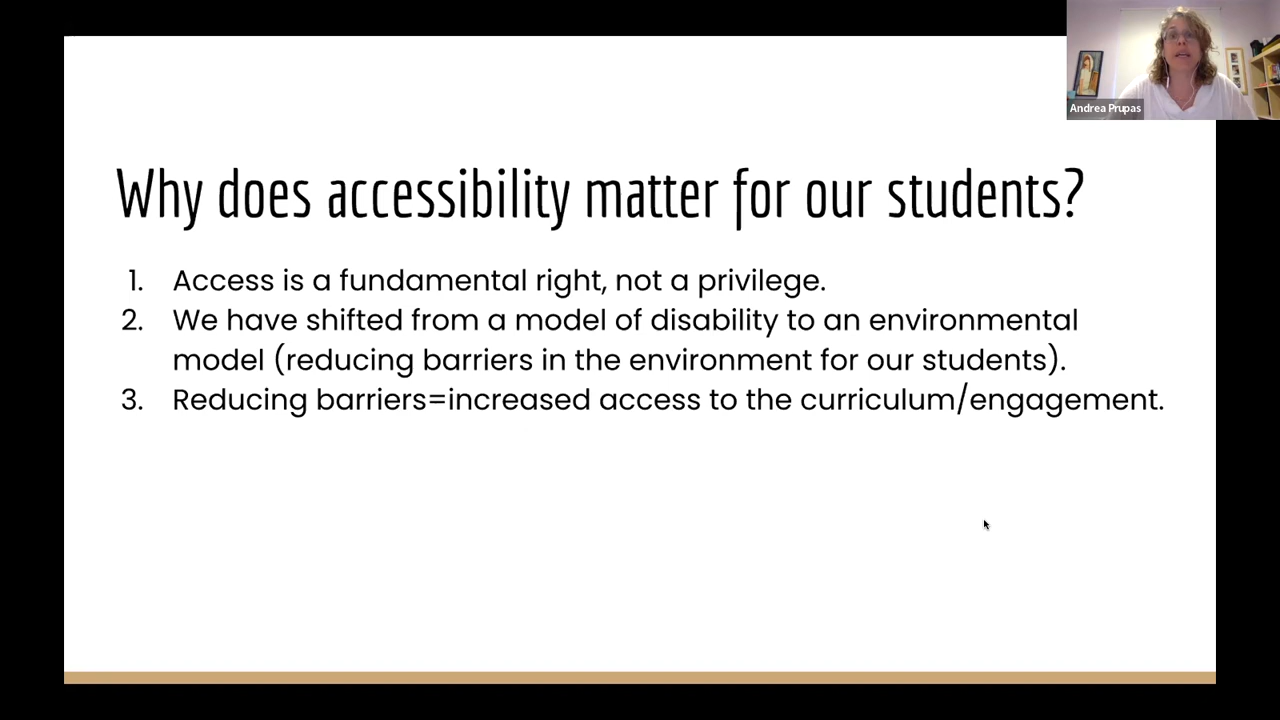 Andrea Prupas
Why does accessibility matter for our students?
1. Access is a fundamental right, not a privilege.
2. We have shifted from a model of disability to an environmental
model (reducing barriers in the environment for our students).
3. Reducing barriers=increased access to the curriculum/engagement.